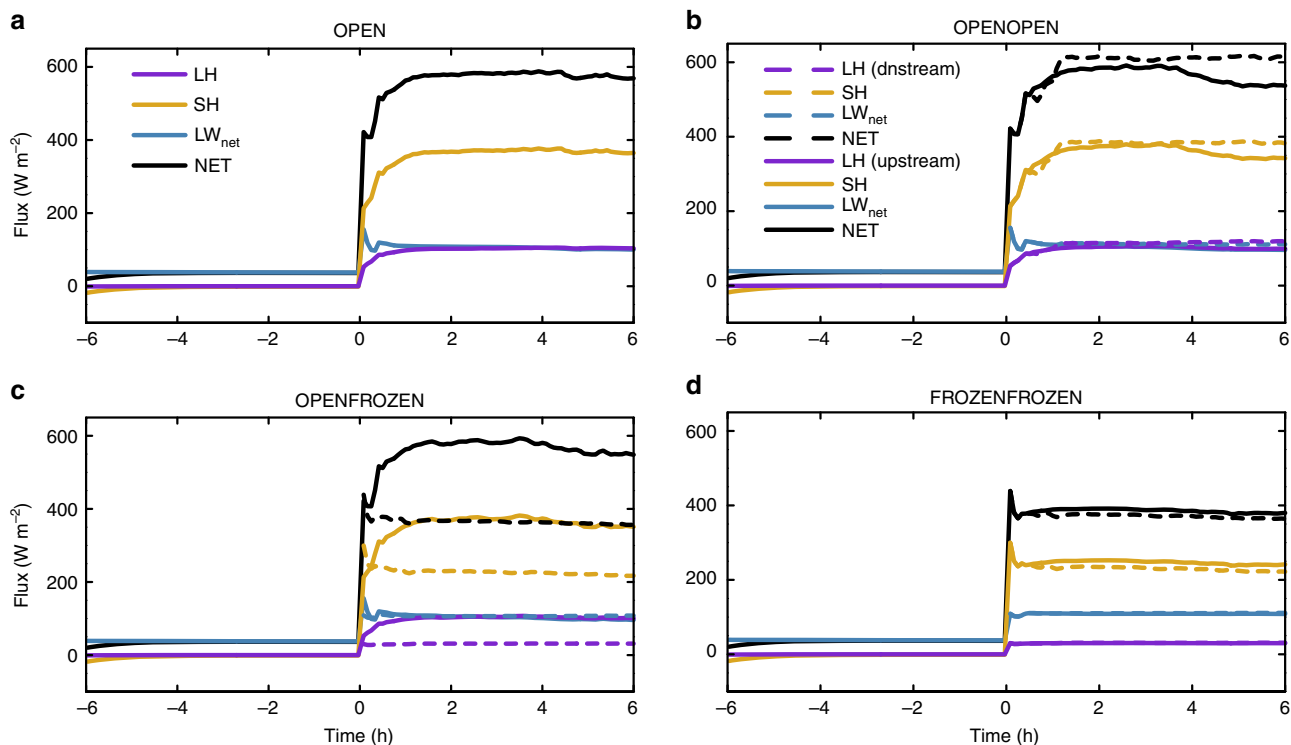 a
OPEN
Flux (W m⁻²)
600
400
200
0
LH
SH
LWnet
NET
−6
−4
−2
0
2
4
6
b
OPENOPEN
600
400
200
0
LH (dnstream)
SH
LWnet
NET
LH (upstream)
SH
LWnet
NET
−6
−4
−2
0
2
4
6
c
OPENFROZEN
Flux (W m⁻²)
600
400
200
0
−6
−4
−2
0
2
4
6
Time (h)
d
FROZENFROZEN
600
400
200
0
−6
−4
−2
0
2
4
6
Time (h)